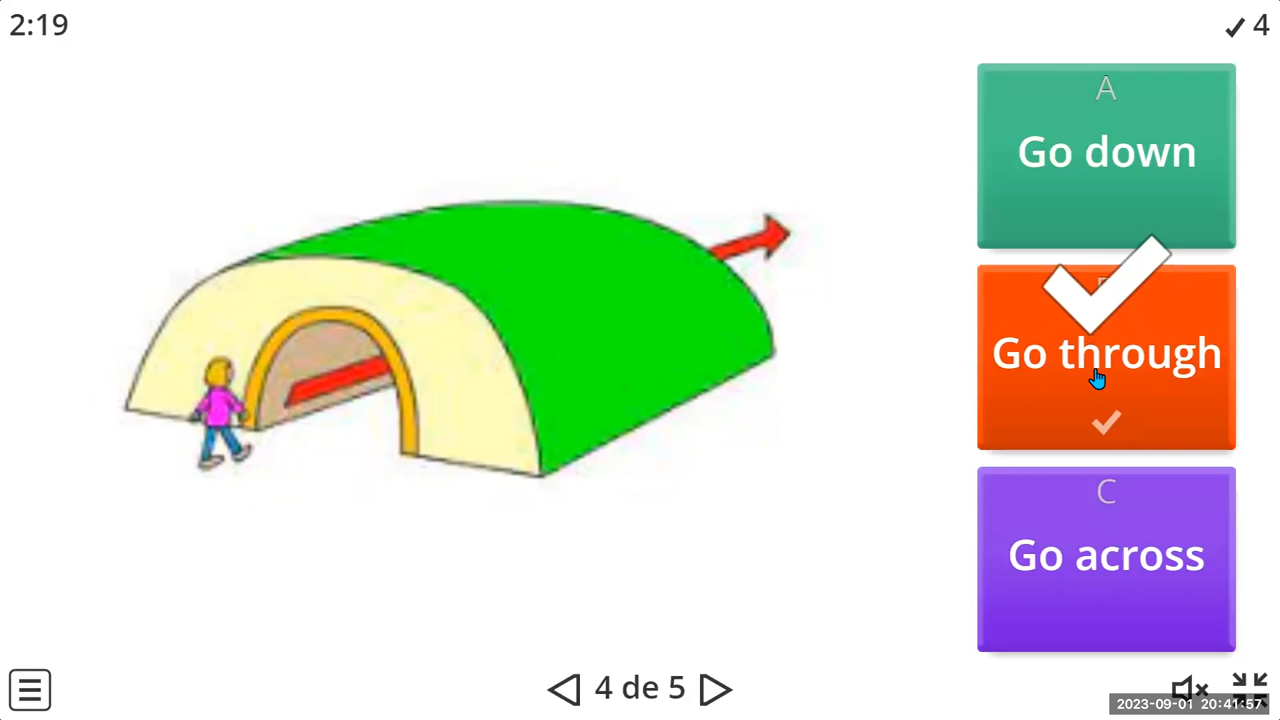 2:19
4
A
Go down
Go through
C
Go across
4 de 5
2023-09-01 20:41:57